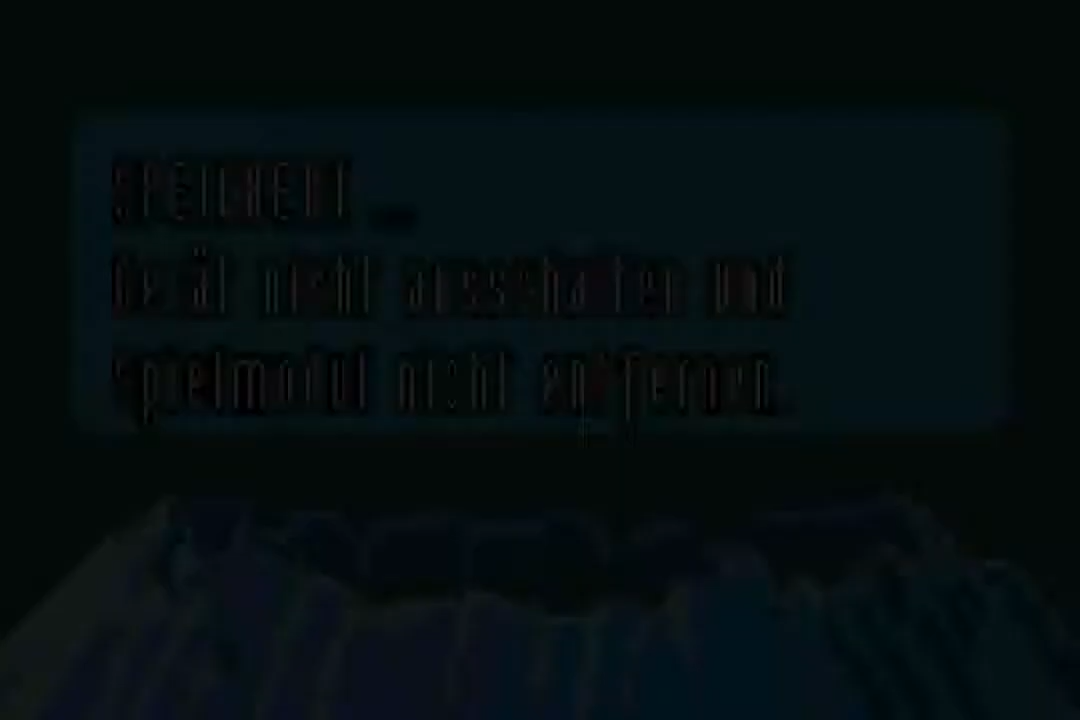 SPEICHERT...
Gerät nicht ausschalten und
Spielmodul nicht entfernen.